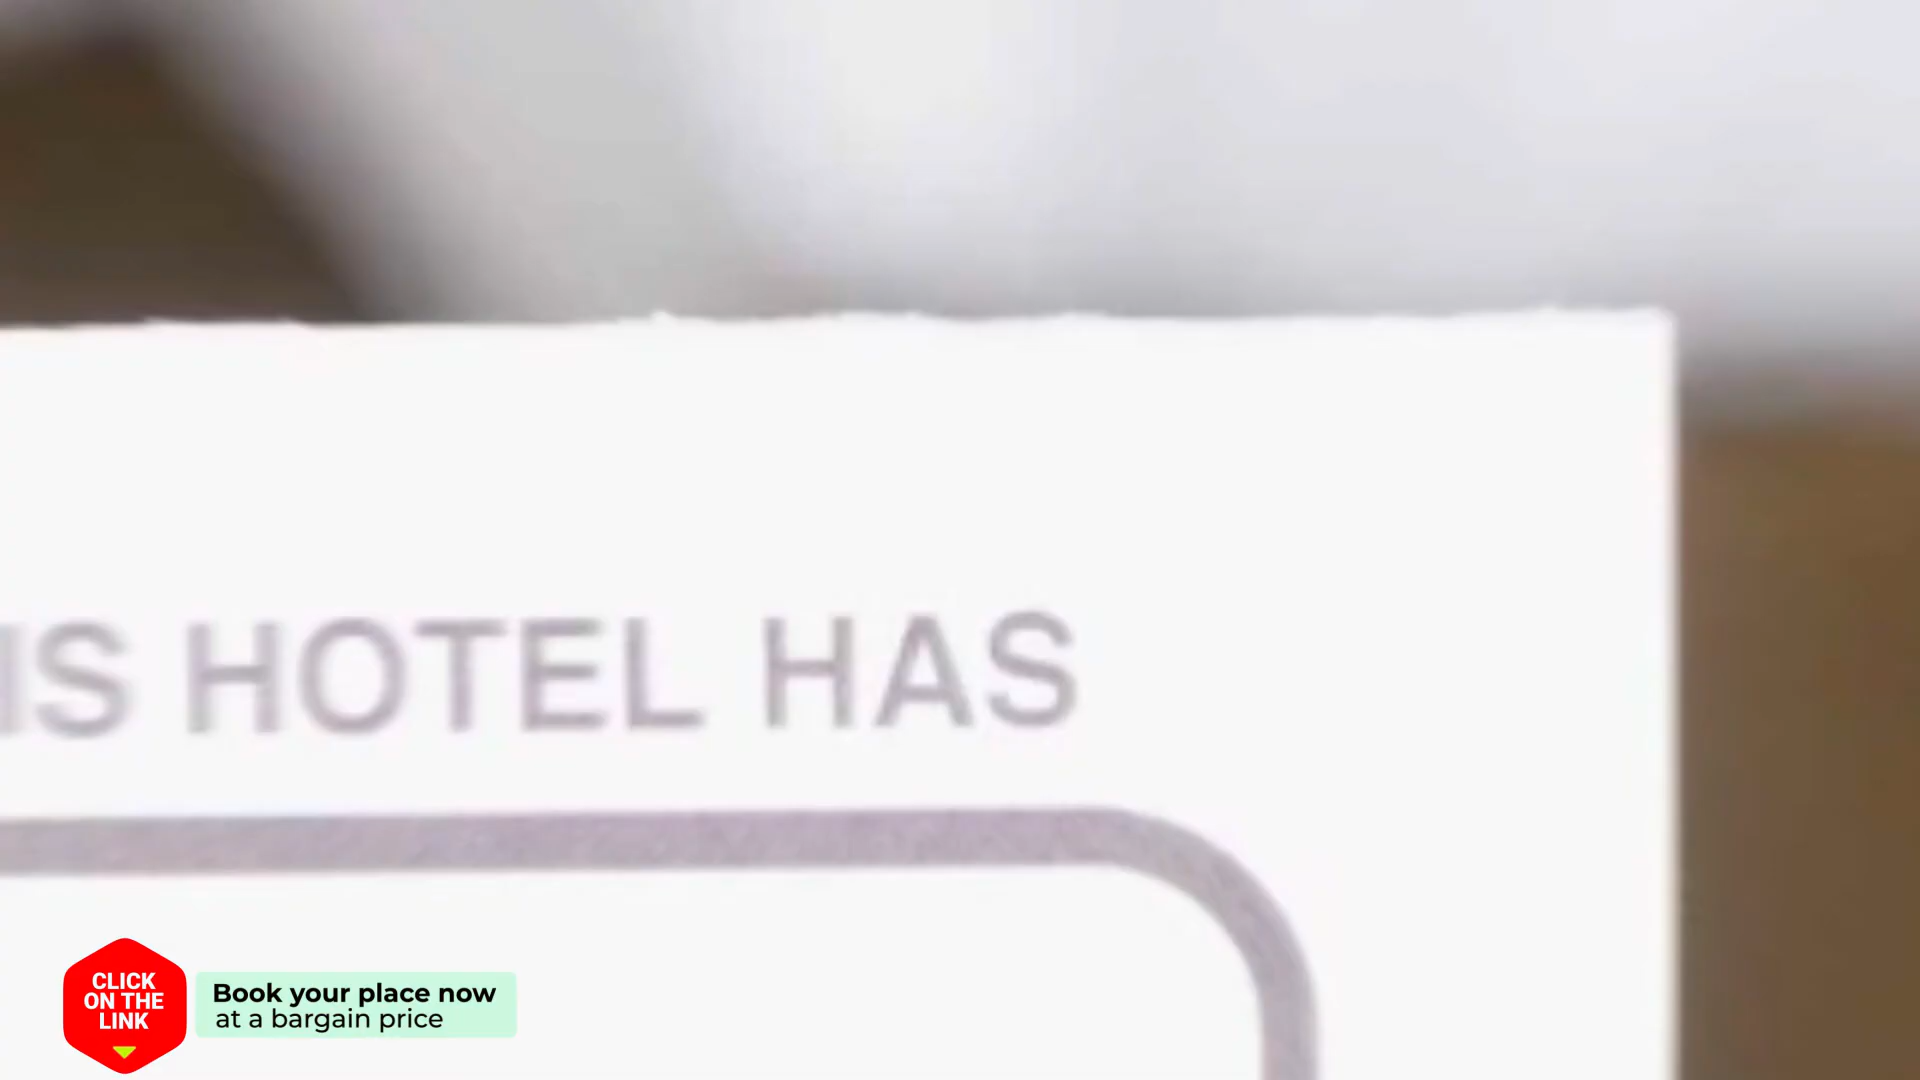 IS HOTEL HAS
CLICK
ON THE
LINK
Book your place now
at a bargain price